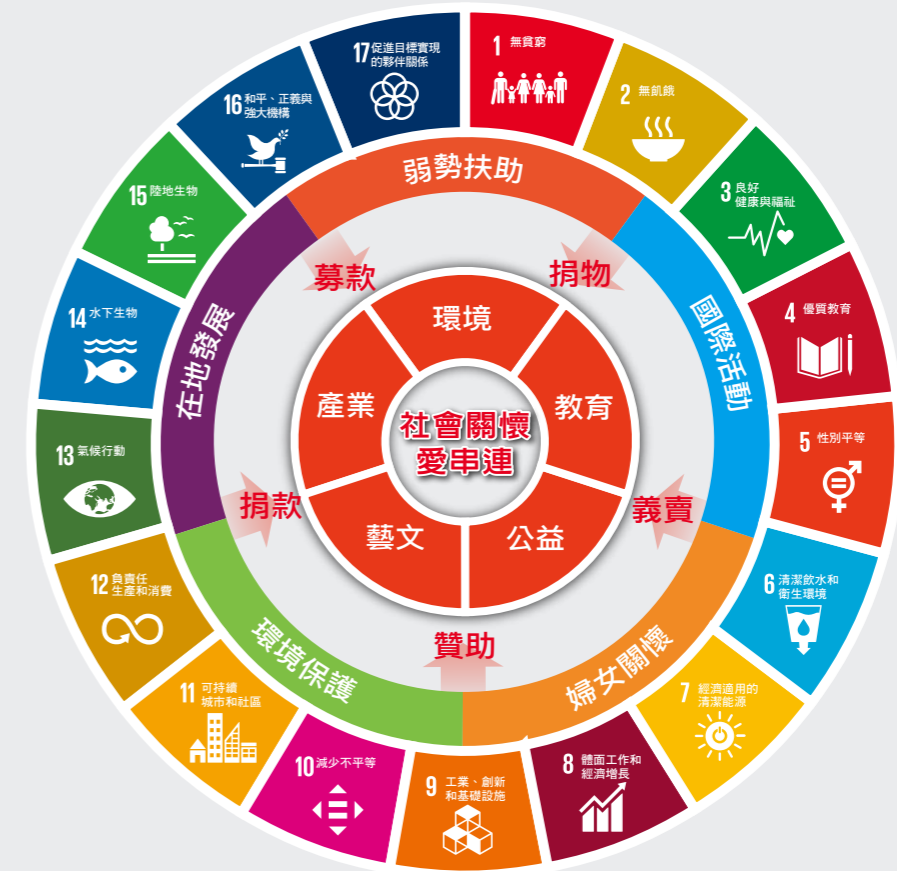 1 無貧窮
2 無飢餓
3 良好
健康與福祉
4 優質教育
5 性別平等
6 清潔飲水和
衛生環境
7 經濟適用的
清潔能源
8 體面工作和
經濟增長
9 工業、創新
和基礎設施
10 減少不平等
11 可持續
城市和社區
12 負責任
生產和消費
13 氣候行動
14 水下生物
15 陸地生物
16 和平、正義與
強大機構
17 促進目標實現
的夥伴關係
弱勢扶助
國際活動
婦女關懷
環境保護
在地發展
募款
捐物
義賣
贊助
捐款
環境
教育
公益
藝文
產業
社會關懷
愛串連